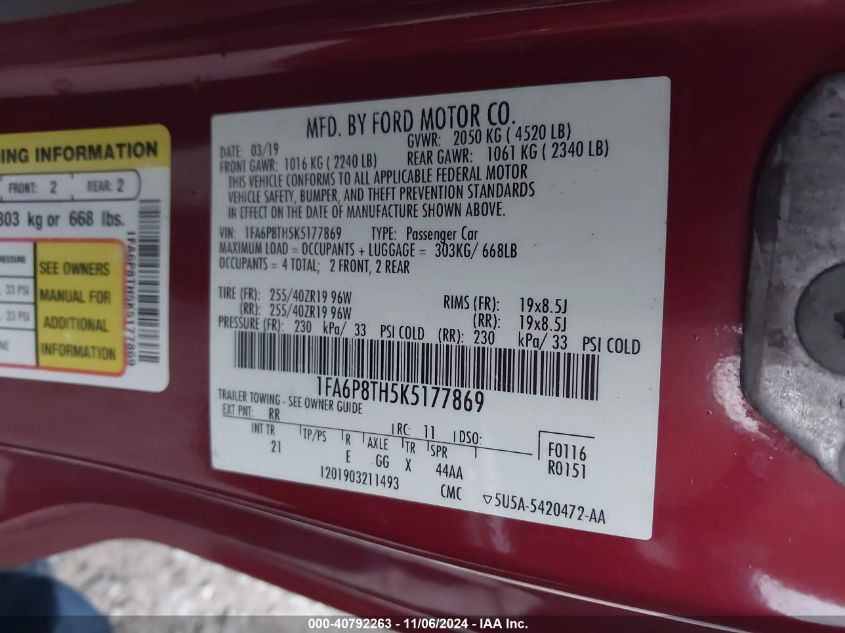 MFD. BY FORD MOTOR CO.
DATE: 03/19
GVWR: 2050 KG ( 4520 LB)
FRONT GAWR: 1016 KG ( 2240 LB)
REAR GAWR: 1061 KG ( 2340 LB)
THIS VEHICLE CONFORMS TO ALL APPLICABLE FEDERAL MOTOR
VEHICLE SAFETY, BUMPER, AND THEFT PREVENTION STANDARDS
IN EFFECT ON THE DATE OF MANUFACTURE SHOWN ABOVE.
VIN: 1FA6P8TH5K5177869 TYPE: Passenger Car
MAXIMUM LOAD = OCCUPANTS + LUGGAGE = 303KG/ 668LB
OCCUPANTS = 4 TOTAL; 2 FRONT, 2 REAR
TIRE (FR): 255/40ZR19 96W RIMS (FR): 19x8.5J
(RR): 255/40ZR19 96W (RR): 19x8.5J
PRESSURE (FR): 230 kPa/ 33 PSI COLD (RR): 230 kPa/ 33 PSI COLD
1FA6P8TH5K5177869
TRAILER TOWING - SEE OWNER GUIDE
EXT PNT: RR RC: 11 DSO:
INT TR TP/PS R AXLE TR SPR
21 E GG X 44AA
F0116
R0151
1201903211493 CMC
▽5U5A-5420472-AA
ING INFORMATION
FRONT: 2 REAR: 2
303 kg or 668 lbs.
PRESSURE
33 PSI
33 PSI
NE
SEE OWNERS
MANUAL FOR
ADDITIONAL
INFORMATION
1FA6P8TH5K5177869
000-40792263 - 11/06/2024 - IAA Inc.